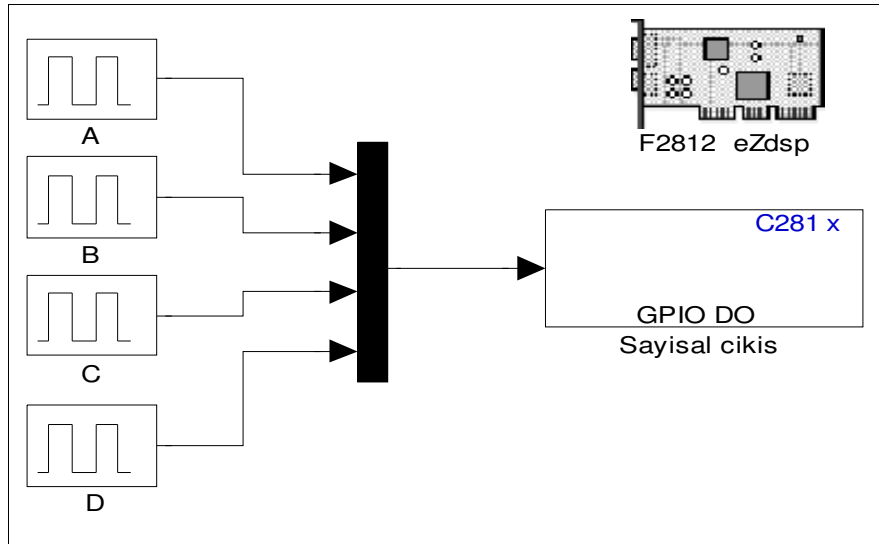 A
B
C
D
F2812 eZdsp
C281 x
GPIO DO
Sayisal cikis